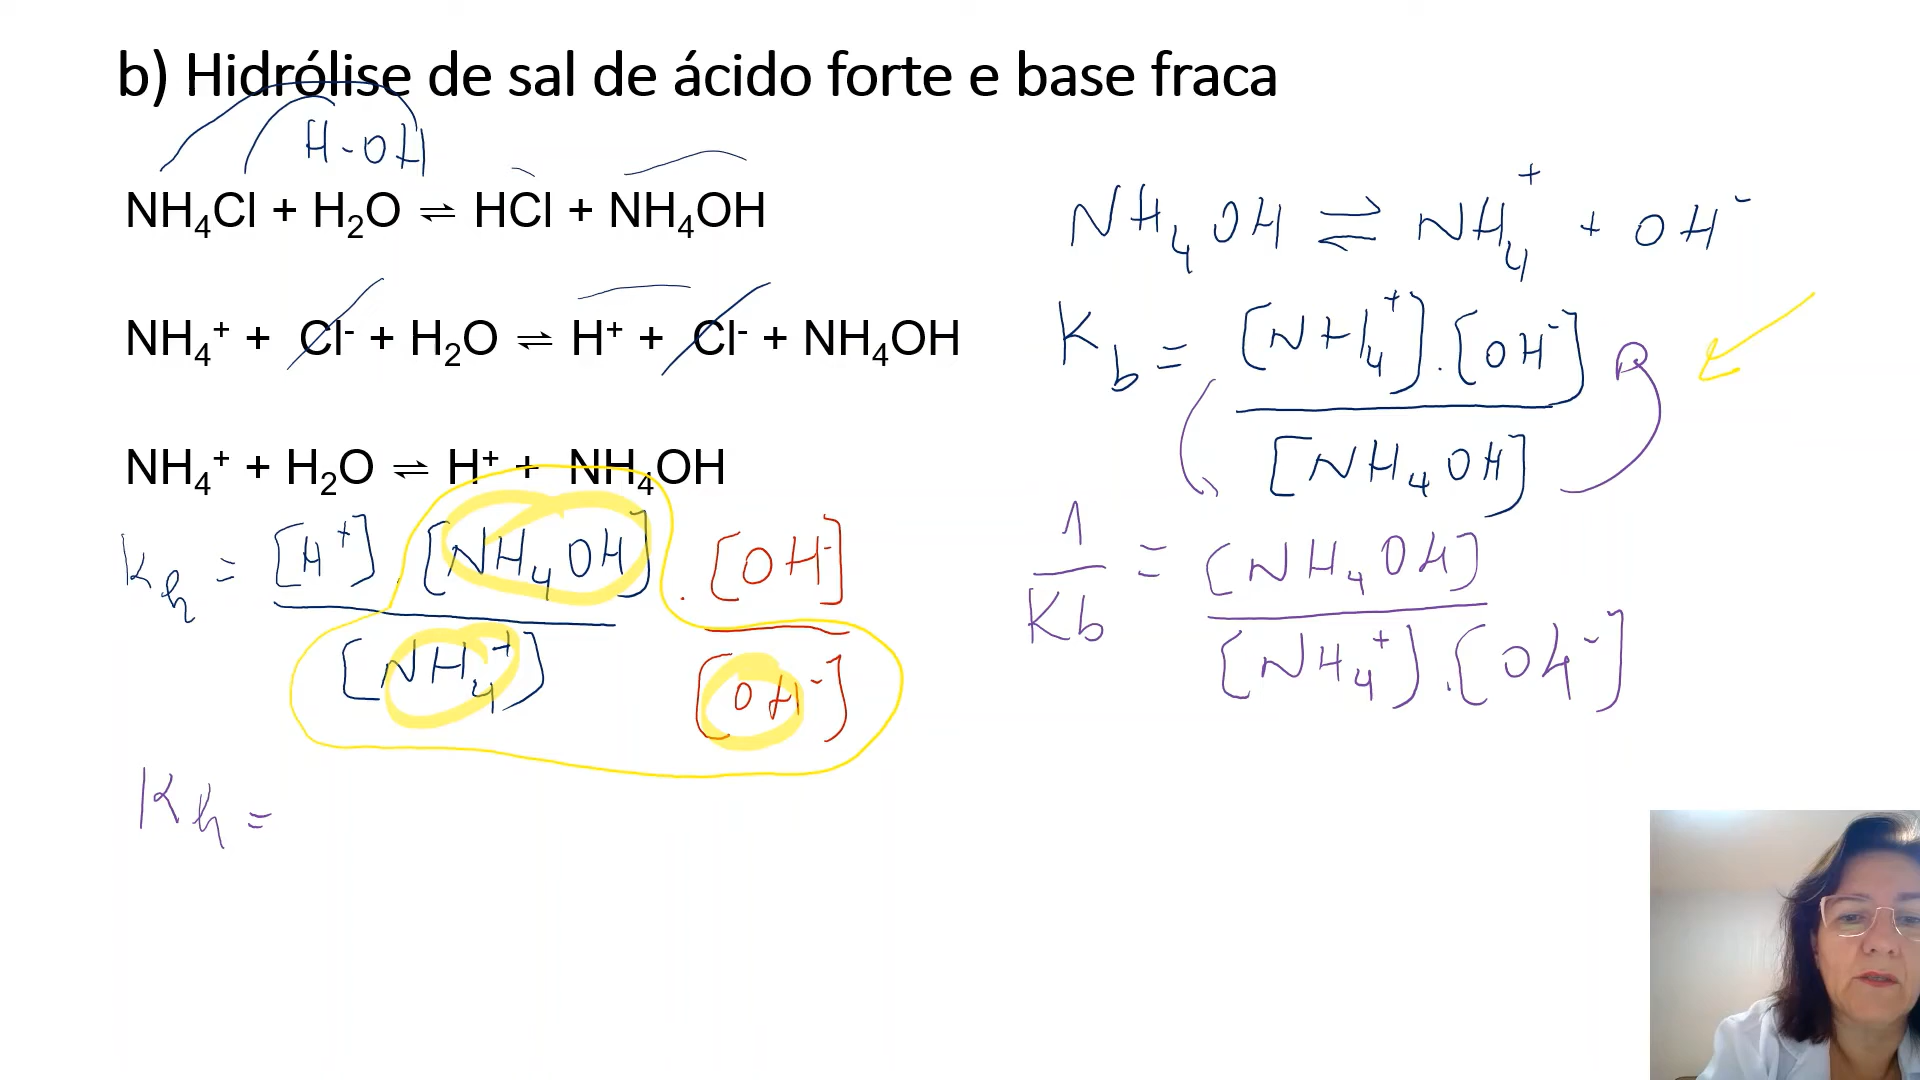 b) Hidrólise de sal de ácido forte e base fraca
H-OH
NH₄Cl + H₂O ⇌ HCl + NH₄OH
NH₄⁺ + Cl⁻ + H₂O ⇌ H⁺ + Cl⁻ + NH₄OH
NH₄⁺ + H₂O ⇌ H⁺ + NH₄OH
Kh = [H⁺] . [NH₄OH] . [OH⁻]
[NH₄⁺] [OH⁻]
Kh =
NH₄OH ⇌ NH₄⁺ + OH⁻
Kb = [NH₄⁺] . [OH⁻]
[NH₄OH]
1 = [NH₄OH]
Kb [NH₄⁺] . [OH⁻]